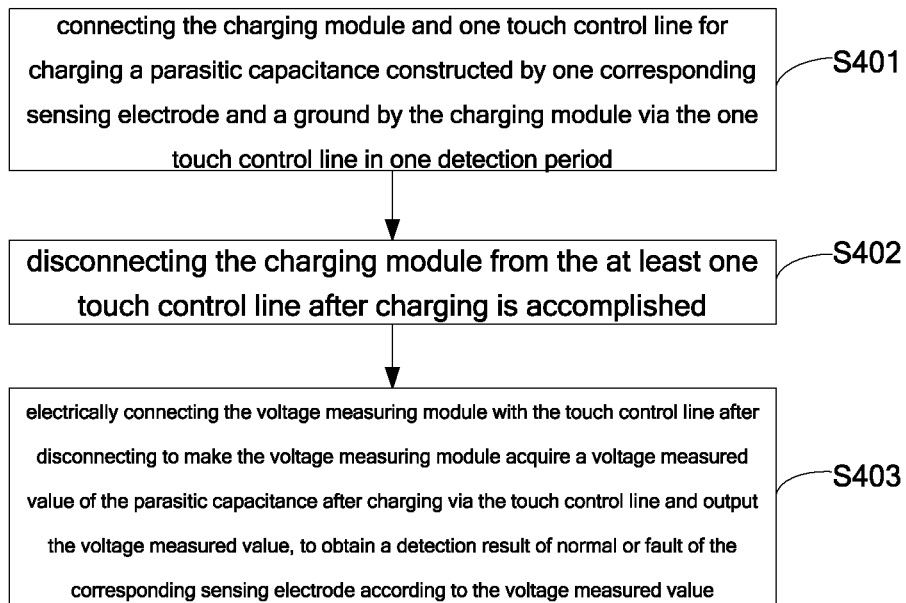 connecting the charging module and one touch control line for
charging a parasitic capacitance constructed by one corresponding
sensing electrode and a ground by the charging module via the one
touch control line in one detection period
S401
disconnecting the charging module from the at least one
touch control line after charging is accomplished
S402
electrically connecting the voltage measuring module with the touch control line after
disconnecting to make the voltage measuring module acquire a voltage measured
value of the parasitic capacitance after charging via the touch control line and output
the voltage measured value, to obtain a detection result of normal or fault of the
corresponding sensing electrode according to the voltage measured value
S403